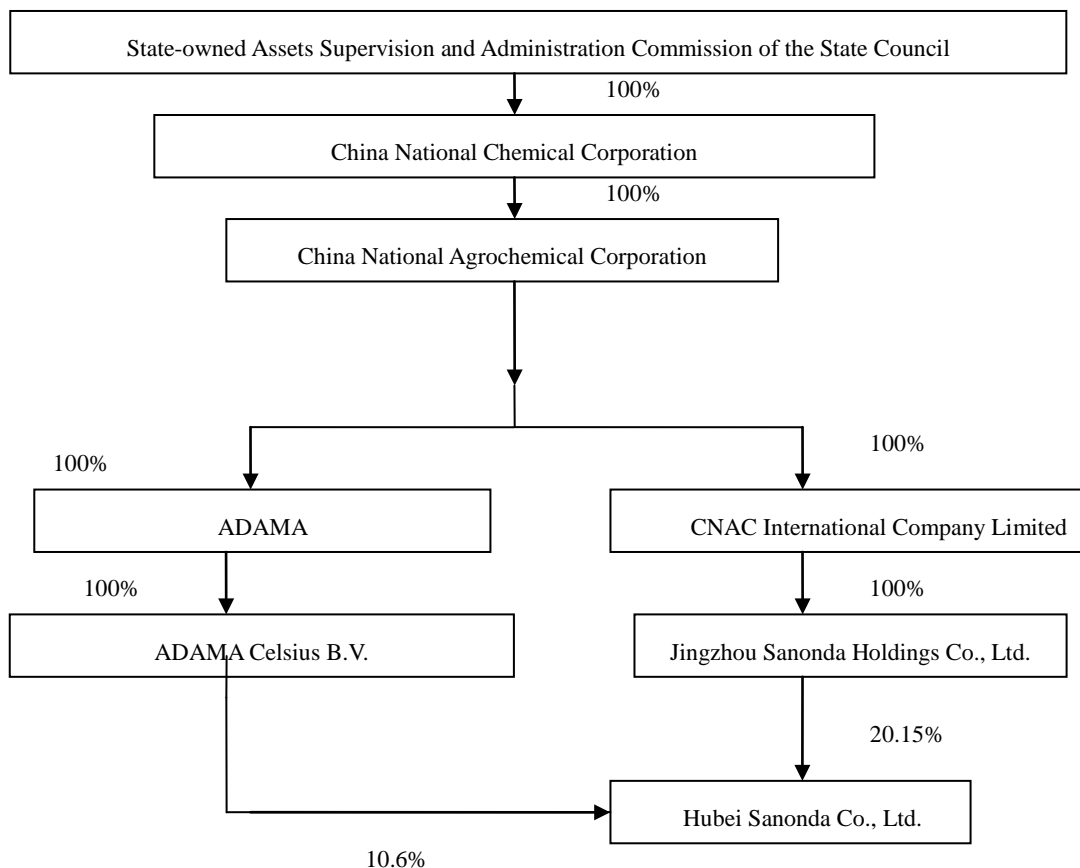 State-owned Assets Supervision and Administration Commission of the State Council
100%
China National Chemical Corporation
100%
China National Agrochemical Corporation
100%
100%
ADAMA
CNAC International Company Limited
100%
100%
ADAMA Celsius B.V.
Jingzhou Sanonda Holdings Co., Ltd.
20.15%
Hubei Sanonda Co., Ltd.
10.6%